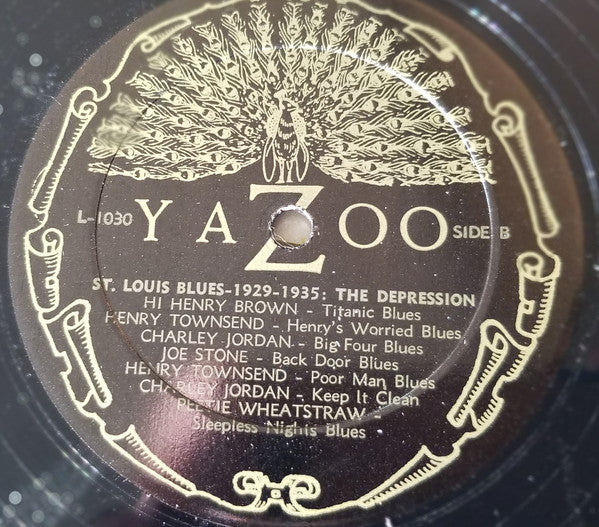 L-1030 YAZOO SIDE B
ST. LOUIS BLUES-1929-1935: THE DEPRESSION
HI HENRY BROWN - Titanic Blues
HENRY TOWNSEND - Henry's Worried Blues
CHARLEY JORDAN - Big Four Blues
JOE STONE - Back Door Blues
HENRY TOWNSEND - Poor Man Blues
CHARLEY JORDAN - Keep It Clean
PEETIE WHEATSTRAW -
Sleepless Nights Blues